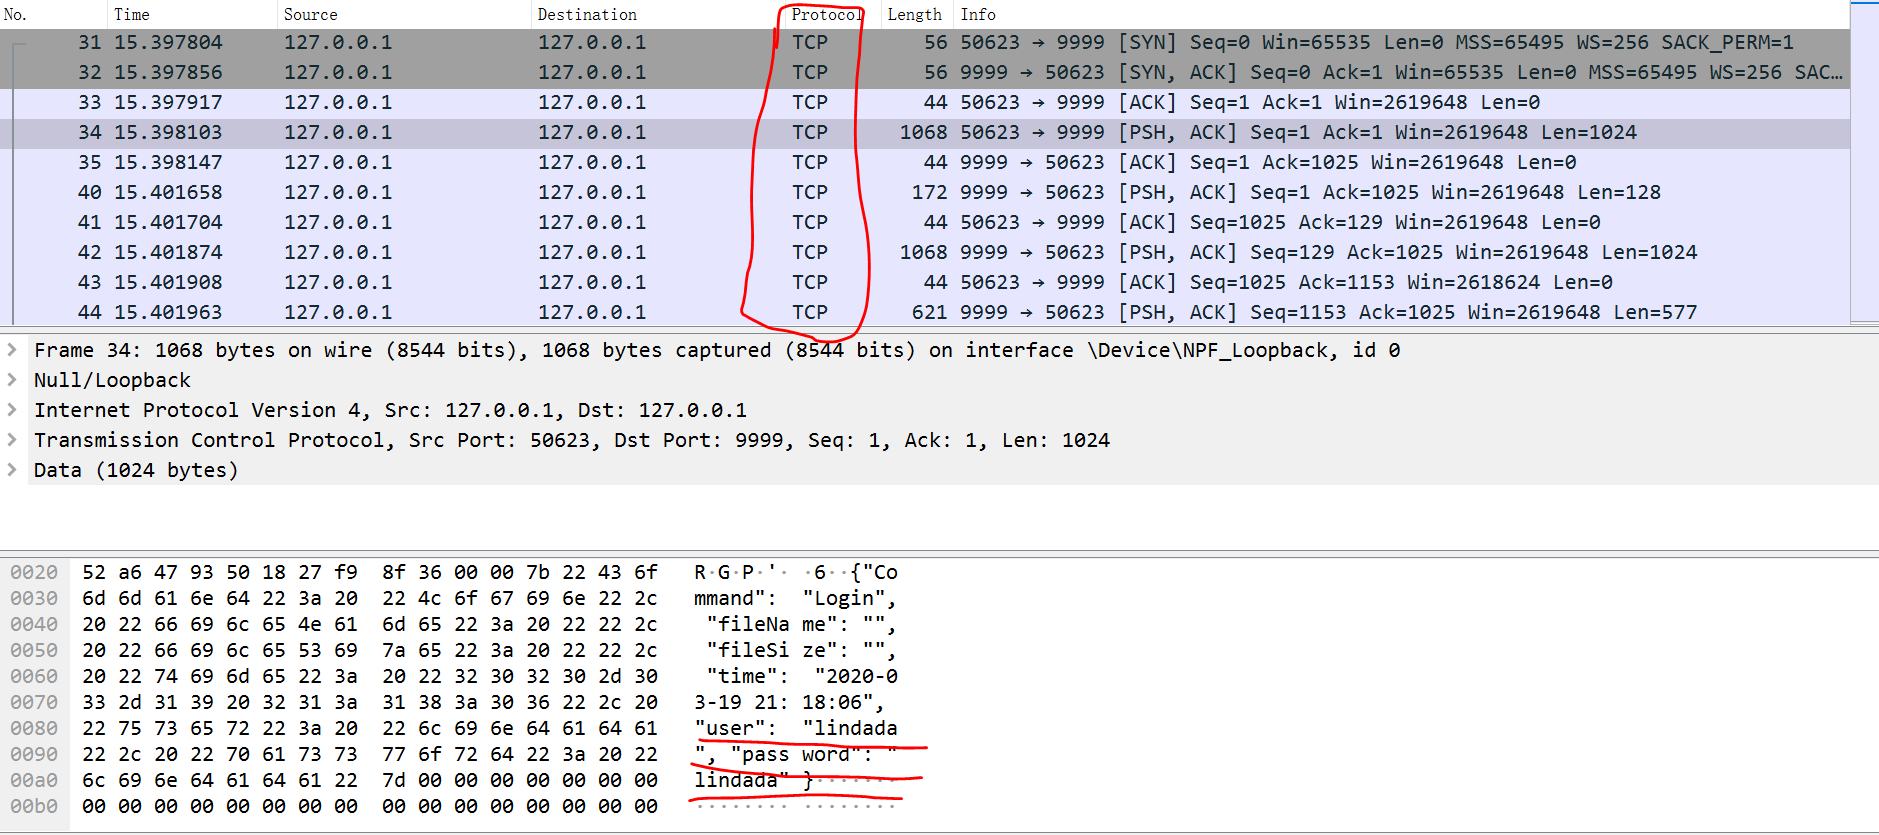 No. Time Source Destination Protocol Length Info
31 15.397804 127.0.0.1 127.0.0.1 TCP 56 50623 → 9999 [SYN] Seq=0 Win=65535 Len=0 MSS=65495 WS=256 SACK_PERM=1
32 15.397856 127.0.0.1 127.0.0.1 TCP 56 9999 → 50623 [SYN, ACK] Seq=0 Ack=1 Win=65535 Len=0 MSS=65495 WS=256 SAC…
33 15.397917 127.0.0.1 127.0.0.1 TCP 44 50623 → 9999 [ACK] Seq=1 Ack=1 Win=2619648 Len=0
34 15.398103 127.0.0.1 127.0.0.1 TCP 1068 50623 → 9999 [PSH, ACK] Seq=1 Ack=1 Win=2619648 Len=1024
35 15.398147 127.0.0.1 127.0.0.1 TCP 44 9999 → 50623 [ACK] Seq=1 Ack=1025 Win=2619648 Len=0
40 15.401658 127.0.0.1 127.0.0.1 TCP 172 9999 → 50623 [PSH, ACK] Seq=1 Ack=1025 Win=2619648 Len=128
41 15.401704 127.0.0.1 127.0.0.1 TCP 44 50623 → 9999 [ACK] Seq=1025 Ack=129 Win=2619648 Len=0
42 15.401874 127.0.0.1 127.0.0.1 TCP 1068 9999 → 50623 [PSH, ACK] Seq=129 Ack=1025 Win=2619648 Len=1024
43 15.401908 127.0.0.1 127.0.0.1 TCP 44 50623 → 9999 [ACK] Seq=1025 Ack=1153 Win=2618624 Len=0
44 15.401963 127.0.0.1 127.0.0.1 TCP 621 9999 → 50623 [PSH, ACK] Seq=1153 Ack=1025 Win=2619648 Len=577
Frame 34: 1068 bytes on wire (8544 bits), 1068 bytes captured (8544 bits) on interface \Device\NPF_Loopback, id 0
Null/Loopback
Internet Protocol Version 4, Src: 127.0.0.1, Dst: 127.0.0.1
Transmission Control Protocol, Src Port: 50623, Dst Port: 9999, Seq: 1, Ack: 1, Len: 1024
Data (1024 bytes)
0020 52 a6 47 93 50 18 27 f9 8f 36 00 00 7b 22 43 6f R·G·P·'· ·6··{"Co
0030 6d 6d 61 6e 64 22 3a 20 22 4c 6f 67 69 6e 22 2c mmand": "Login",
0040 20 22 66 69 6c 65 4e 61 6d 65 22 3a 20 22 22 2c "fileNa me": "",
0050 20 22 66 69 6c 65 53 69 7a 65 22 3a 20 22 22 2c "fileSi ze": "",
0060 20 22 74 69 6d 65 22 3a 20 22 32 30 32 30 2d 30 "time": "2020-0
0070 33 2d 31 39 20 32 31 3a 31 38 3a 30 36 22 2c 20 3-19 21: 18:06",
0080 22 75 73 65 72 22 3a 20 22 6c 69 6e 64 61 64 61 "user": "lindada
0090 22 2c 20 22 70 61 73 73 77 6f 72 64 22 3a 20 22 ", "pass word": "
00a0 6c 69 6e 64 61 64 61 22 7d 00 00 00 00 00 00 00 lindada" }·······
00b0 00 00 00 00 00 00 00 00 00 00 00 00 00 00 00 00 ········ ········